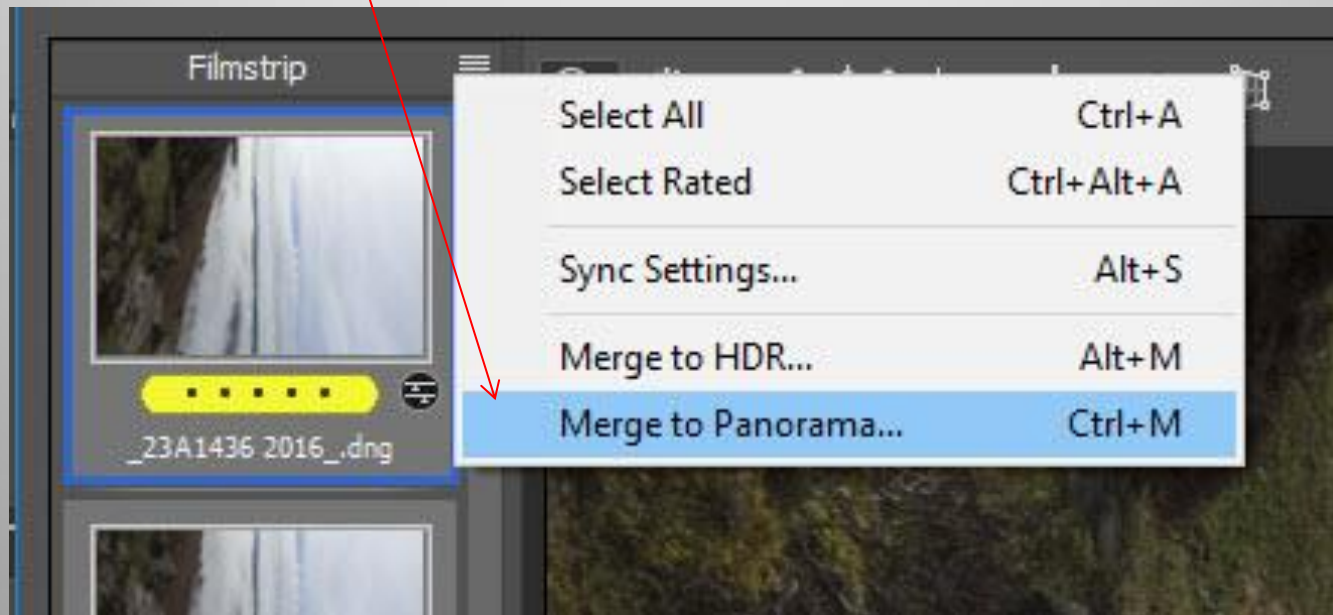 Filmstrip
Select All Ctrl+A
Select Rated Ctrl+Alt+A
Sync Settings... Alt+S
Merge to HDR... Alt+M
Merge to Panorama... Ctrl+M
_23A1436 2016_.dng